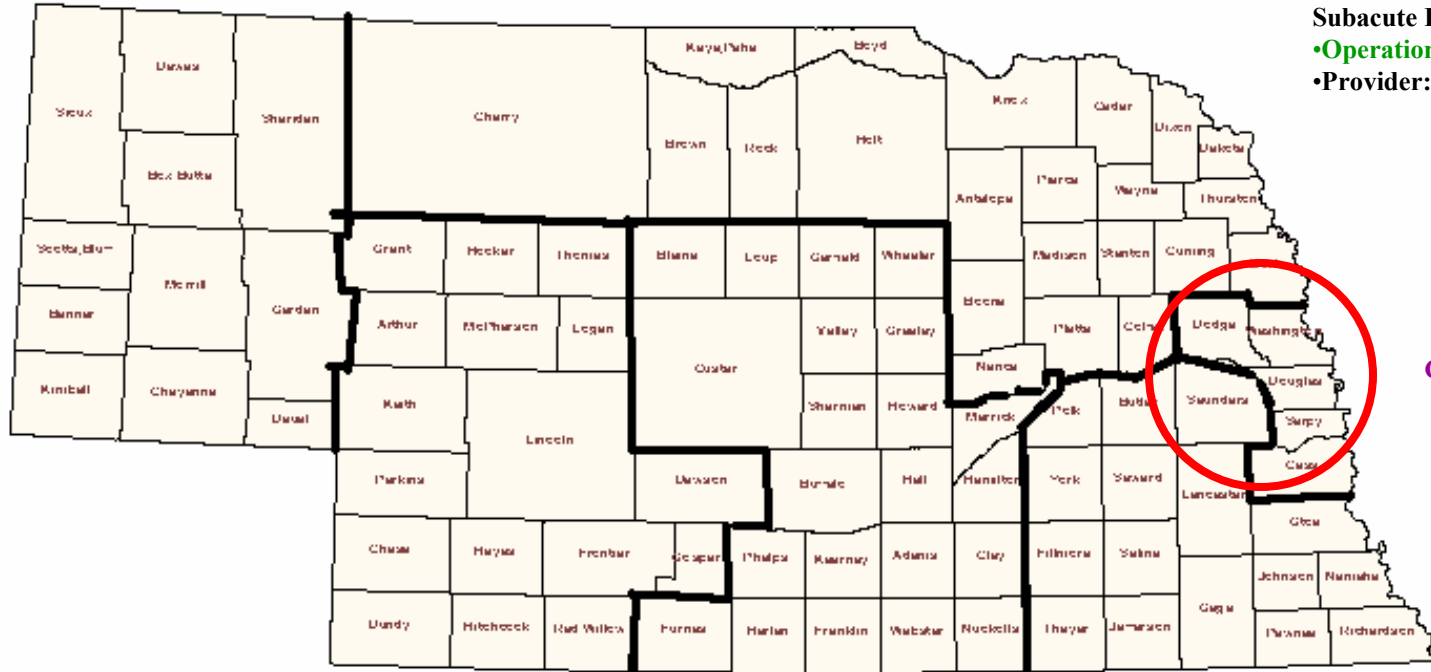 Subacute
•Operation
•Provider:
Keya Paha
Boyd
Dawes
Sioux
Sheridan
Cherry
Knox
Cedar
Dixon
Dakota
Brown
Rock
Holt
Box Butte
Antelope
Pierce
Wayne
Thurston
Scotts Bluff
Grant
Hooker
Thomas
Blaine
Loup
Garfield
Wheeler
Madison
Stanton
Cuming
Morrill
Banner
Garden
Arthur
McPherson
Logan
Valley
Greeley
Boone
Platte
Dodge
Washington
Kimball
Cheyenne
Deuel
Keith
Lincoln
Custer
Sherman
Howard
Nance
Merrick
Polk
Butler
Saunders
Douglas
Sarpy
Perkins
Dawson
Buffalo
Hall
Hamilton
York
Seward
Lancaster
Cass
Otoe
Chase
Hayes
Frontier
Gosper
Phelps
Kearney
Adams
Clay
Fillmore
Saline
Johnson
Nemaha
Gage
Dundy
Hitchcock
Red Willow
Furnas
Harlan
Franklin
Webster
Nuckolls
Thayer
Jefferson
Pawnee
Richardson